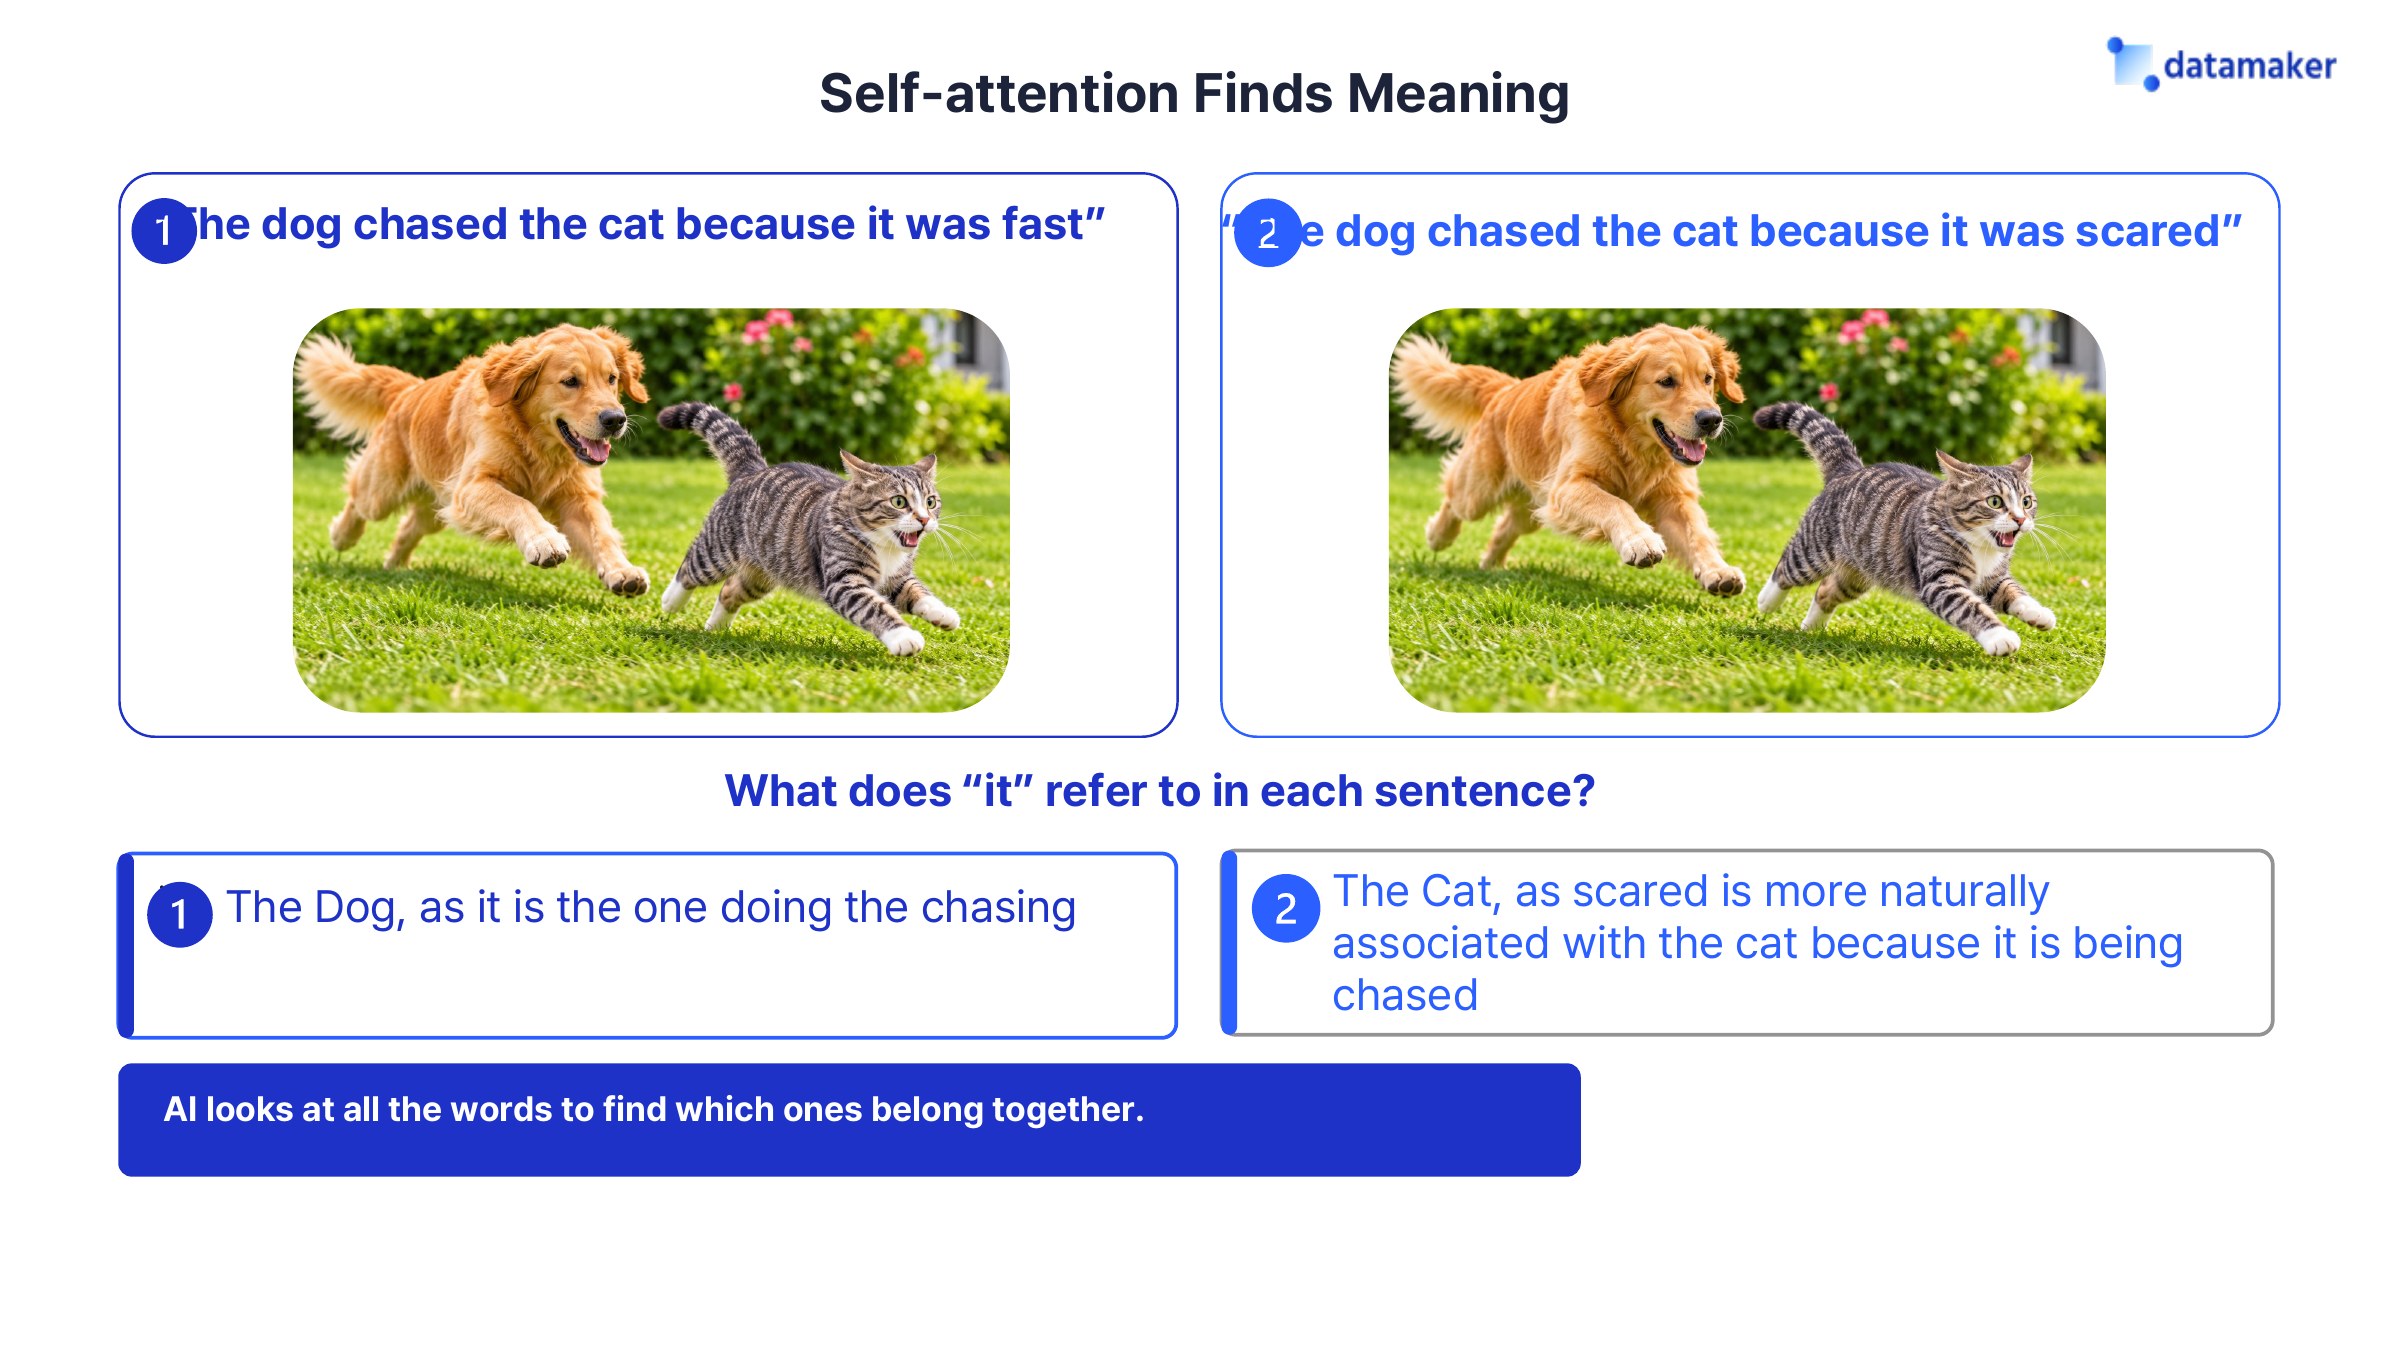 datamaker
Self-attention Finds Meaning
1 he dog chased the cat because it was fast”
“ 2 e dog chased the cat because it was scared”
What does “it” refer to in each sentence?
1 The Dog, as it is the one doing the chasing
2 The Cat, as scared is more naturally
associated with the cat because it is being
chased
AI looks at all the words to find which ones belong together.